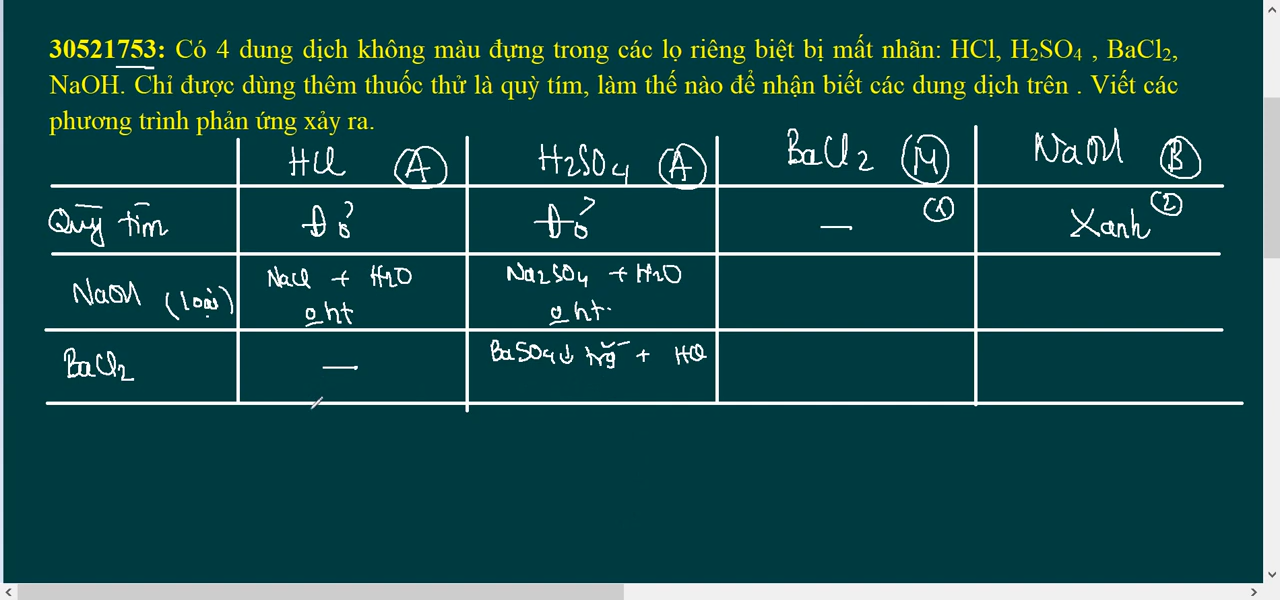 30521753: Có 4 dung dịch không màu đựng trong các lọ riêng biệt bị mất nhãn: HCl, H₂SO₄ , BaCl₂,
NaOH. Chỉ được dùng thêm thuốc thử là quỳ tím, làm thế nào để nhận biết các dung dịch trên . Viết các
phương trình phản ứng xảy ra.
HCl (A) H₂SO₄ (A) BaCl₂ (M) NaOH (B)
Quỳ tím Đỏ Đỏ — (1) Xanh (2)
NaOH (loại) NaCl + H₂O Na₂SO₄ + H₂O
o ht o ht.
BaCl₂ — BaSO₄↓ trắng + HCl